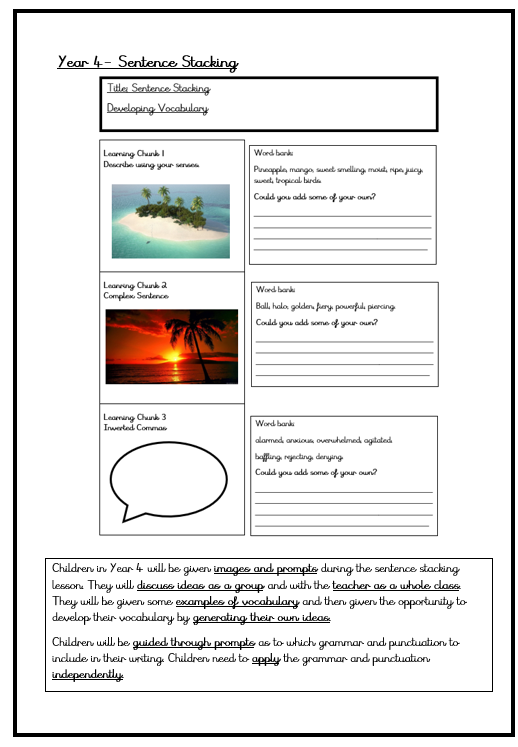 Year 4- Sentence Stacking
Title: Sentence Stacking
Developing Vocabulary
Learning Chunk 1
Describe using your senses.
Word bank:
Pineapple, mango, sweet smelling, moist, ripe, juicy,
sweet, tropical birds.
Could you add some of your own?
Leanring Chunk 2
Complex Sentence
Word bank:
Ball, halo, golden, fiery, powerful, piercing.
Could you add some of your own?
Learning Chunk 3
Inverted Commas
Word bank:
alarmed, anxious, overwhelmed, agitated,
baffling, rejecting, denying.
Could you add some of your own?
Children in Year 4 will be given images and prompts during the sentence stacking
lesson. They will discuss ideas as a group and with the teacher as a whole class.
They will be given some examples of vocabulary and then given the opportunity to
develop their vocabulary by generating their own ideas.
Children will be guided through prompts as to which grammar and punctuation to
include in their writing. Children need to apply the grammar and punctuation
independently.